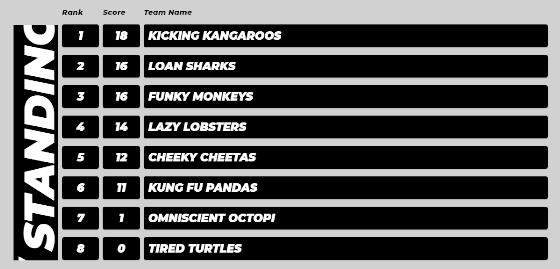 Rank Score Team Name
1 18 KICKING KANGAROOS
2 16 LOAN SHARKS
3 16 FUNKY MONKEYS
4 14 LAZY LOBSTERS
5 12 CHEEKY CHEETAS
6 11 KUNG FU PANDAS
7 1 OMNISCIENT OCTOPI
8 0 TIRED TURTLES
STANDING